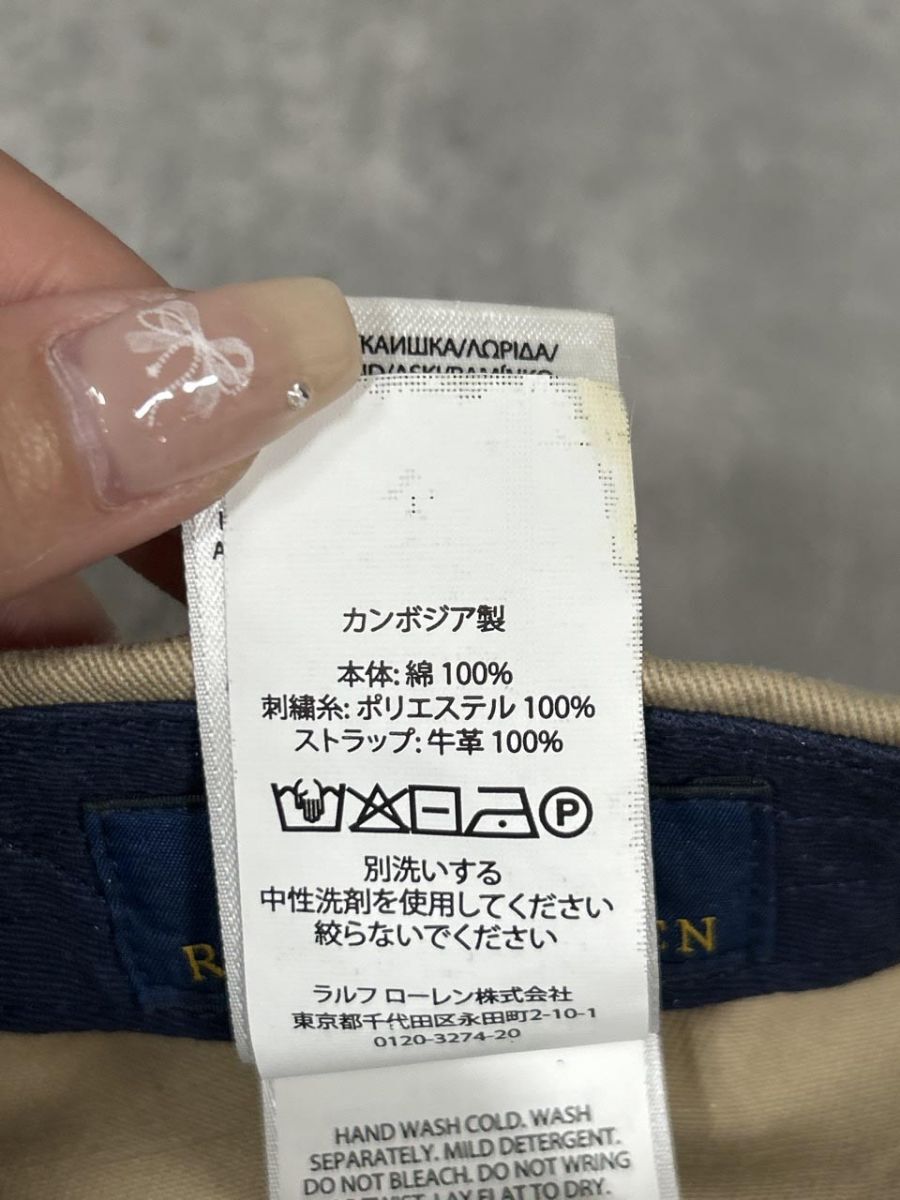 КАИШКА/ΛΩΡΙΔΑ/
カンボジア製
本体: 綿 100%
刺繍糸: ポリエステル 100%
ストラップ: 牛革 100%
P
別洗いする
中性洗剤を使用してください
絞らないでください
ラルフ ローレン株式会社
東京都千代田区永田町2-10-1
0120-3274-20
HAND WASH COLD. WASH
SEPARATELY. MILD DETERGENT.
DO NOT BLEACH. DO NOT WRING
TWIST. LAY FLAT TO DRY.